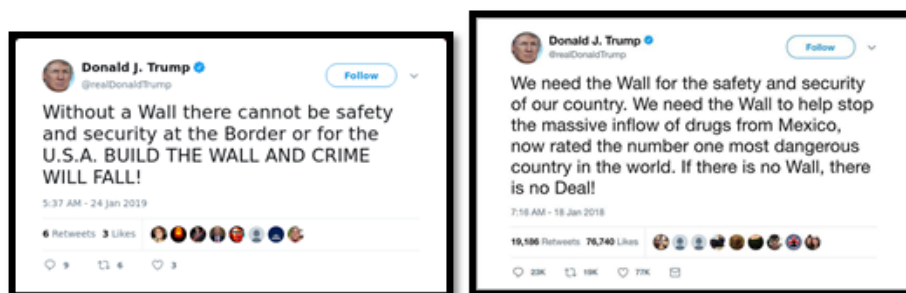 Donald J. Trump
@realDonaldTrump
Follow
Without a Wall there cannot be safety
and security at the Border or for the
U.S.A. BUILD THE WALL AND CRIME
WILL FALL!
5:37 AM - 24 Jan 2019
6 Retweets 3 Likes
9 6 3
Donald J. Trump
@realDonaldTrump
Follow
We need the Wall for the safety and security
of our country. We need the Wall to help stop
the massive inflow of drugs from Mexico,
now rated the number one most dangerous
country in the world. If there is no Wall, there
is no Deal!
7:16 AM - 18 Jan 2018
19,186 Retweets 76,740 Likes
23K 19K 77K